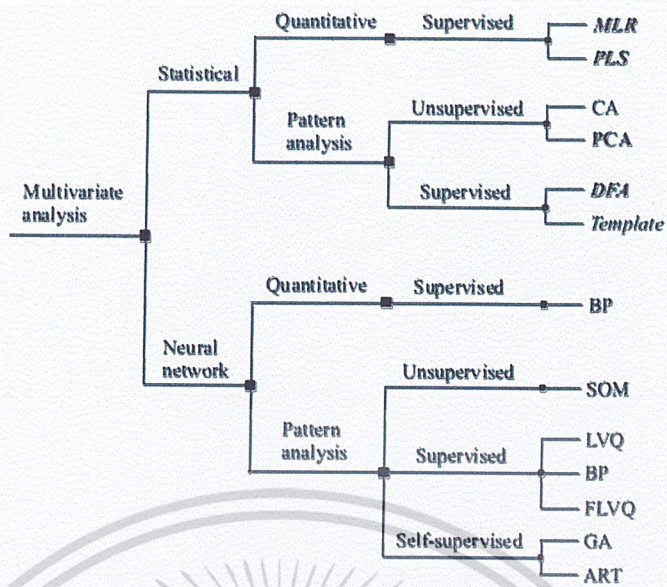 Quantitative
Supervised
MLR
PLS
Statistical
Pattern
analysis
Unsupervised
CA
PCA
Supervised
DFA
Template
Multivariate
analysis
Quantitative
Supervised
BP
Neural
network
Unsupervised
SOM
Pattern
analysis
Supervised
LVQ
BP
FLVQ
Self-supervised
GA
ART